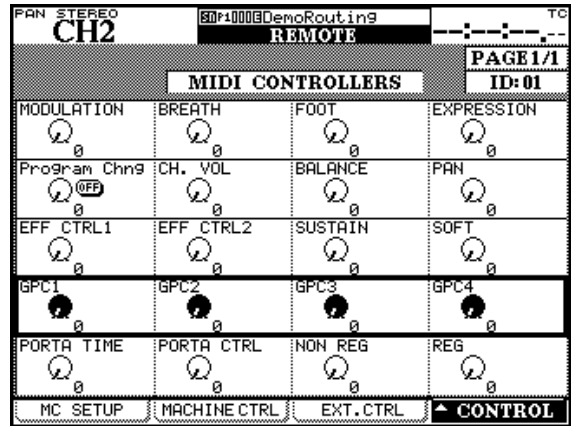 PAN STEREO
CH2
SDP1000BDemoRouting
REMOTE
TC
--:--:--.--
PAGE1/1
MIDI CONTROLLERS
ID:01
MODULATION BREATH FOOT EXPRESSION
0 0 0 0
Program Chng CH. VOL BALANCE PAN
OFF
0 0 0 0
EFF CTRL1 EFF CTRL2 SUSTAIN SOFT
0 0 0 0
GPC1 GPC2 GPC3 GPC4
0 0 0 0
PORTA TIME PORTA CTRL NON REG REG
0 0 0 0
MC SETUP MACHINE CTRL EXT.CTRL CONTROL